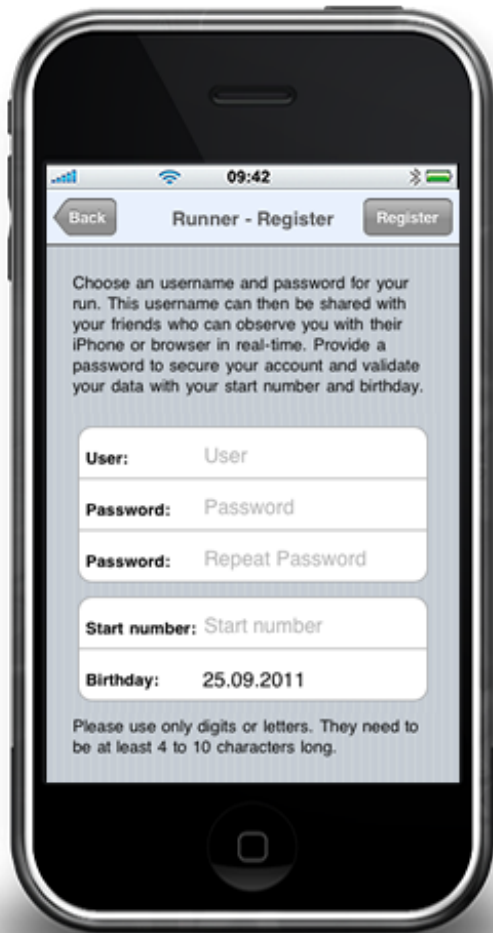 09:42
Back Runner - Register Register
Choose an username and password for your
run. This username can then be shared with
your friends who can observe you with their
iPhone or browser in real-time. Provide a
password to secure your account and validate
your data with your start number and birthday.
User: User
Password: Password
Password: Repeat Password
Start number: Start number
Birthday: 25.09.2011
Please use only digits or letters. They need to
be at least 4 to 10 characters long.